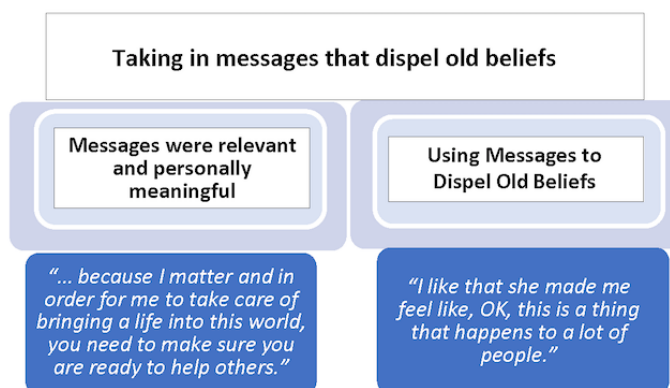 Taking in messages that dispel old beliefs
Messages were relevant
and personally
meaningful
Using Messages to
Dispel Old Beliefs
“... because I matter and in
order for me to take care of
bringing a life into this world,
you need to make sure you
are ready to help others.”
“I like that she made me
feel like, OK, this is a thing
that happens to a lot of
people.”